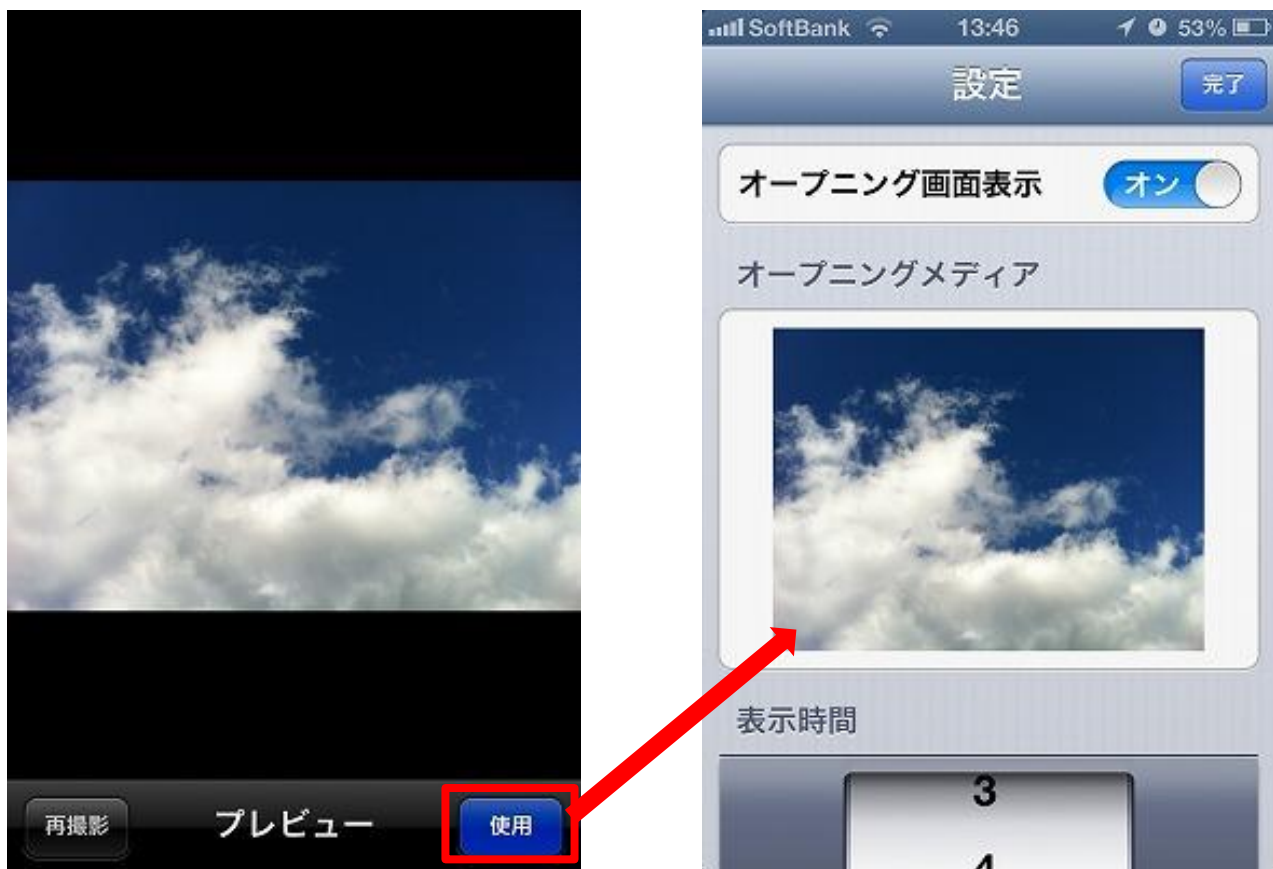 再撮影 プレビュー 使用
SoftBank 13:46 53%
設定 完了
オープニング画面表示 オン
オープニングメディア
表示時間
3
4